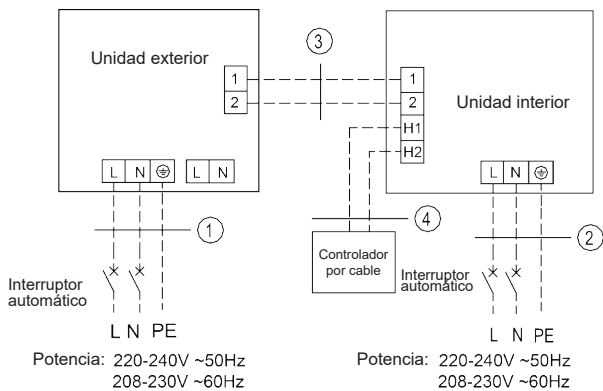 Unidad exterior
1
2
L N
L N
1
Interruptor
automático
L N PE
Potencia: 220-240V ~50Hz
208-230V ~60Hz
3
Unidad interior
1
2
H1
H2
L N
4
Controlador
por cable
2
Interruptor
automático
L N PE
Potencia: 220-240V ~50Hz
208-230V ~60Hz